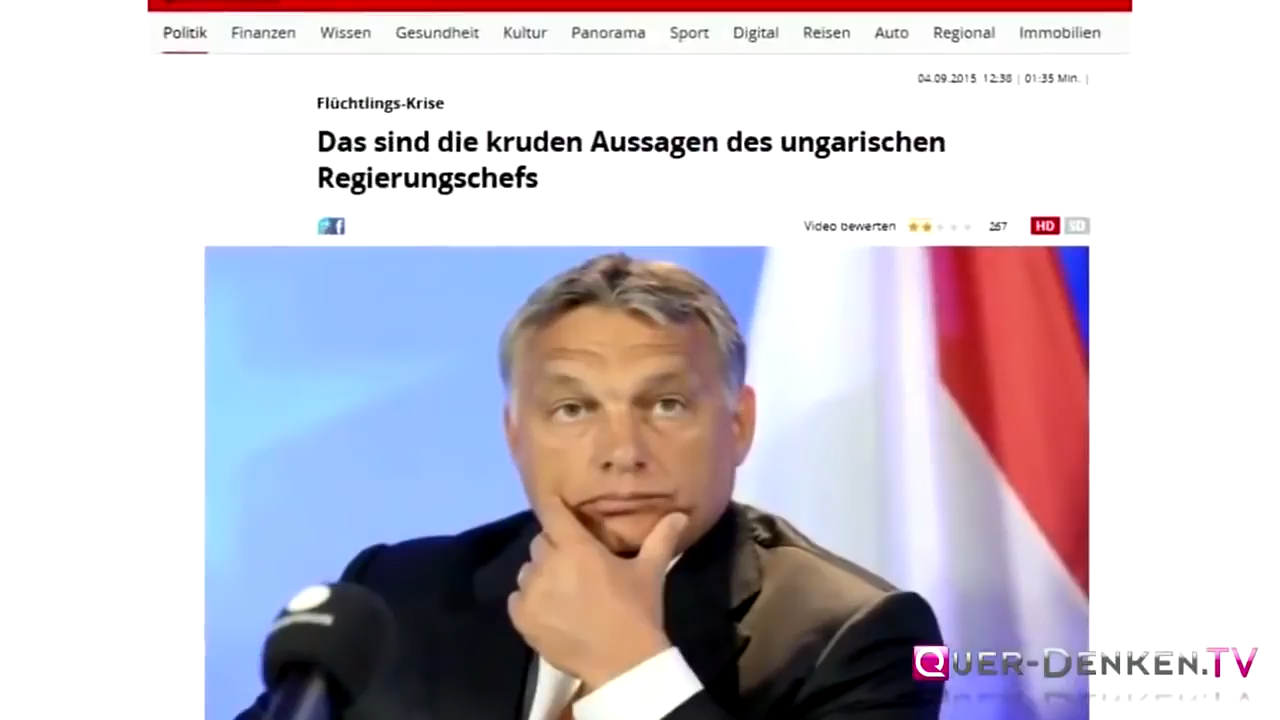 Politik Finanzen Wissen Gesundheit Kultur Panorama Sport Digital Reisen Auto Regional Immobilien
04.09.2015, 12:38 | 01:35 Min. |
Flüchtlings-Krise
Das sind die kruden Aussagen des ungarischen
Regierungschefs
Video bewerten 267 HD SD
QUER-DENKEN.TV